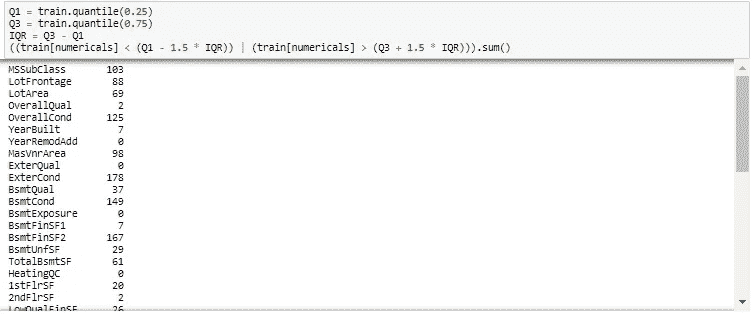 Q1 = train.quantile(0.25)
Q3 = train.quantile(0.75)
IQR = Q3 - Q1
((train[numericals] < (Q1 - 1.5 * IQR)) | (train[numericals] > (Q3 + 1.5 * IQR))).sum()
MSSubClass 103
LotFrontage 88
LotArea 69
OverallQual 2
OverallCond 125
YearBuilt 7
YearRemodAdd 0
MasVnrArea 98
ExterQual 0
ExterCond 178
BsmtQual 37
BsmtCond 149
BsmtExposure 0
BsmtFinSF1 7
BsmtFinSF2 167
BsmtUnfSF 29
TotalBsmtSF 61
HeatingQC 0
1stFlrSF 20
2ndFlrSF 2
LowQualFinSF 26